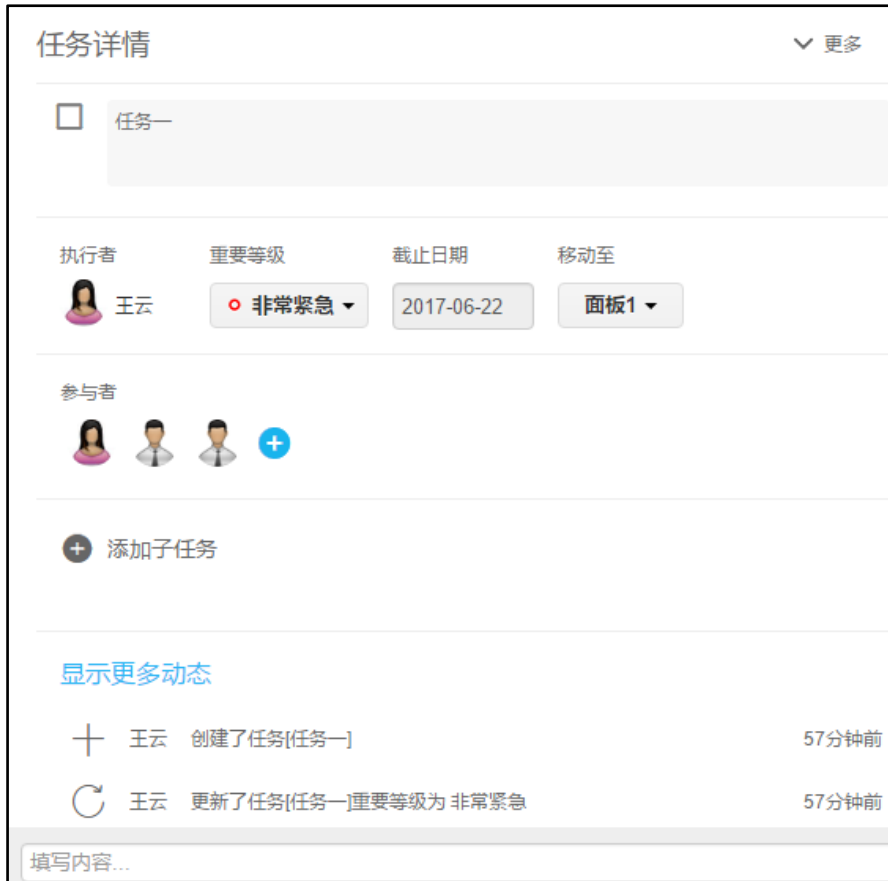 任务详情 更多
任务一
执行者 重要等级 截止日期 移动至
王云 非常紧急 2017-06-22 面板1
参与者
添加子任务
显示更多动态
王云 创建了任务[任务一] 57分钟前
王云 更新了任务[任务一]重要等级为 非常紧急 57分钟前
填写内容...